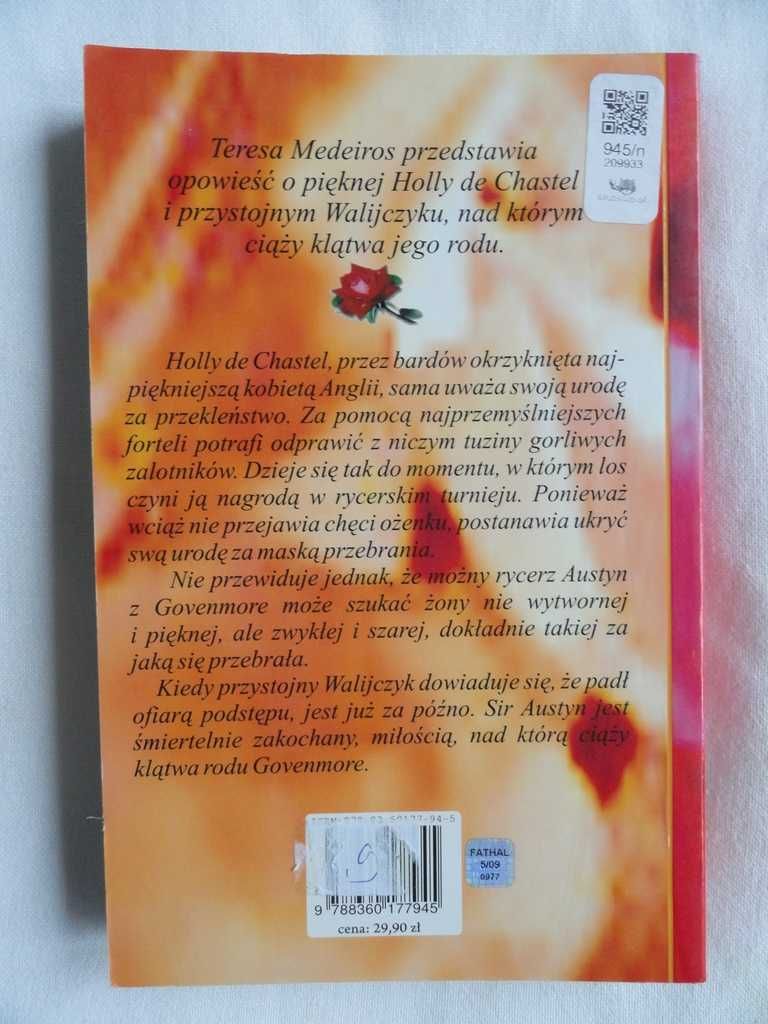 Teresa Medeiros przedstawia
opowieść o pięknej Holly de Chastel
i przystojnym Walijczyku, nad którym
ciąży klątwa jego rodu.
945/n
209933
Holly de Chastel, przez bardów okrzyknięta naj-
piękniejszą kobietą Anglii, sama uważa swoją urodę
za przekleństwo. Za pomocą najprzemyślniejszych
forteli potrafi odprawić z niczym tuziny gorliwych
zalotników. Dzieje się tak do momentu, w którym los
czyni ją nagrodą w rycerskim turnieju. Ponieważ
wciąż nie przejawia chęci ożenku, postanawia ukryć
swą urodę za maską przebrania.
Nie przewiduje jednak, że możny rycerz Austyn
z Govenmore może szukać żony nie wytwornej
i pięknej, ale zwykłej i szarej, dokładnie takiej za
jaką się przebrała.
Kiedy przystojny Walijczyk dowiaduje się, że padł
ofiarą podstępu, jest już za późno. Sir Austyn jest
śmiertelnie zakochany, miłością, nad którą ciąży
klątwa rodu Govenmore.
9 788360 177945
cena: 29,90 zł
FATHAL
5/09
0977